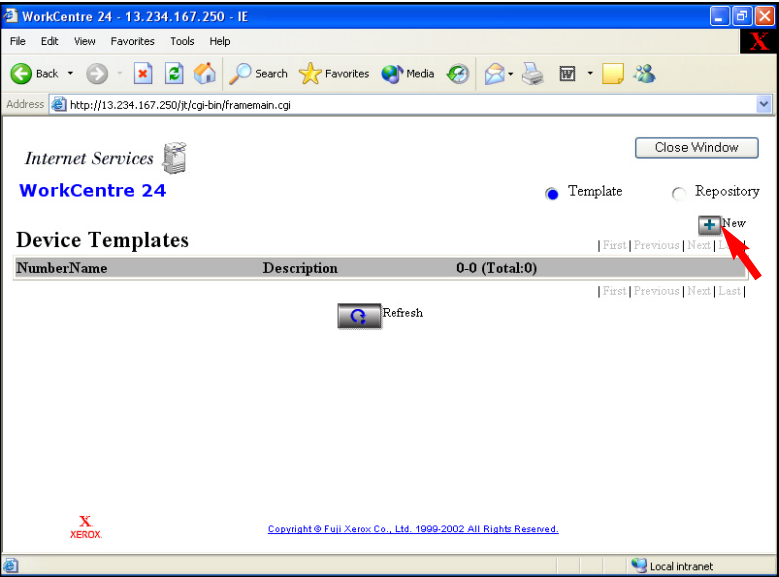 WorkCentre 24 - 13.234.167.250 - IE
File Edit View Favorites Tools Help
X
Back Search Favorites Media
Address http://13.234.167.250/jt/cgi-bin/framemain.cgi
Internet Services
Close Window
WorkCentre 24
Template Repository
New
Device Templates
|First|Previous|Next|L |
NumberName Description 0-0 (Total:0)
|First|Previous|Next|Last|
Refresh
X
XEROX.
Copyright © Fuji Xerox Co., Ltd. 1999-2002 All Rights Reserved.
Local intranet